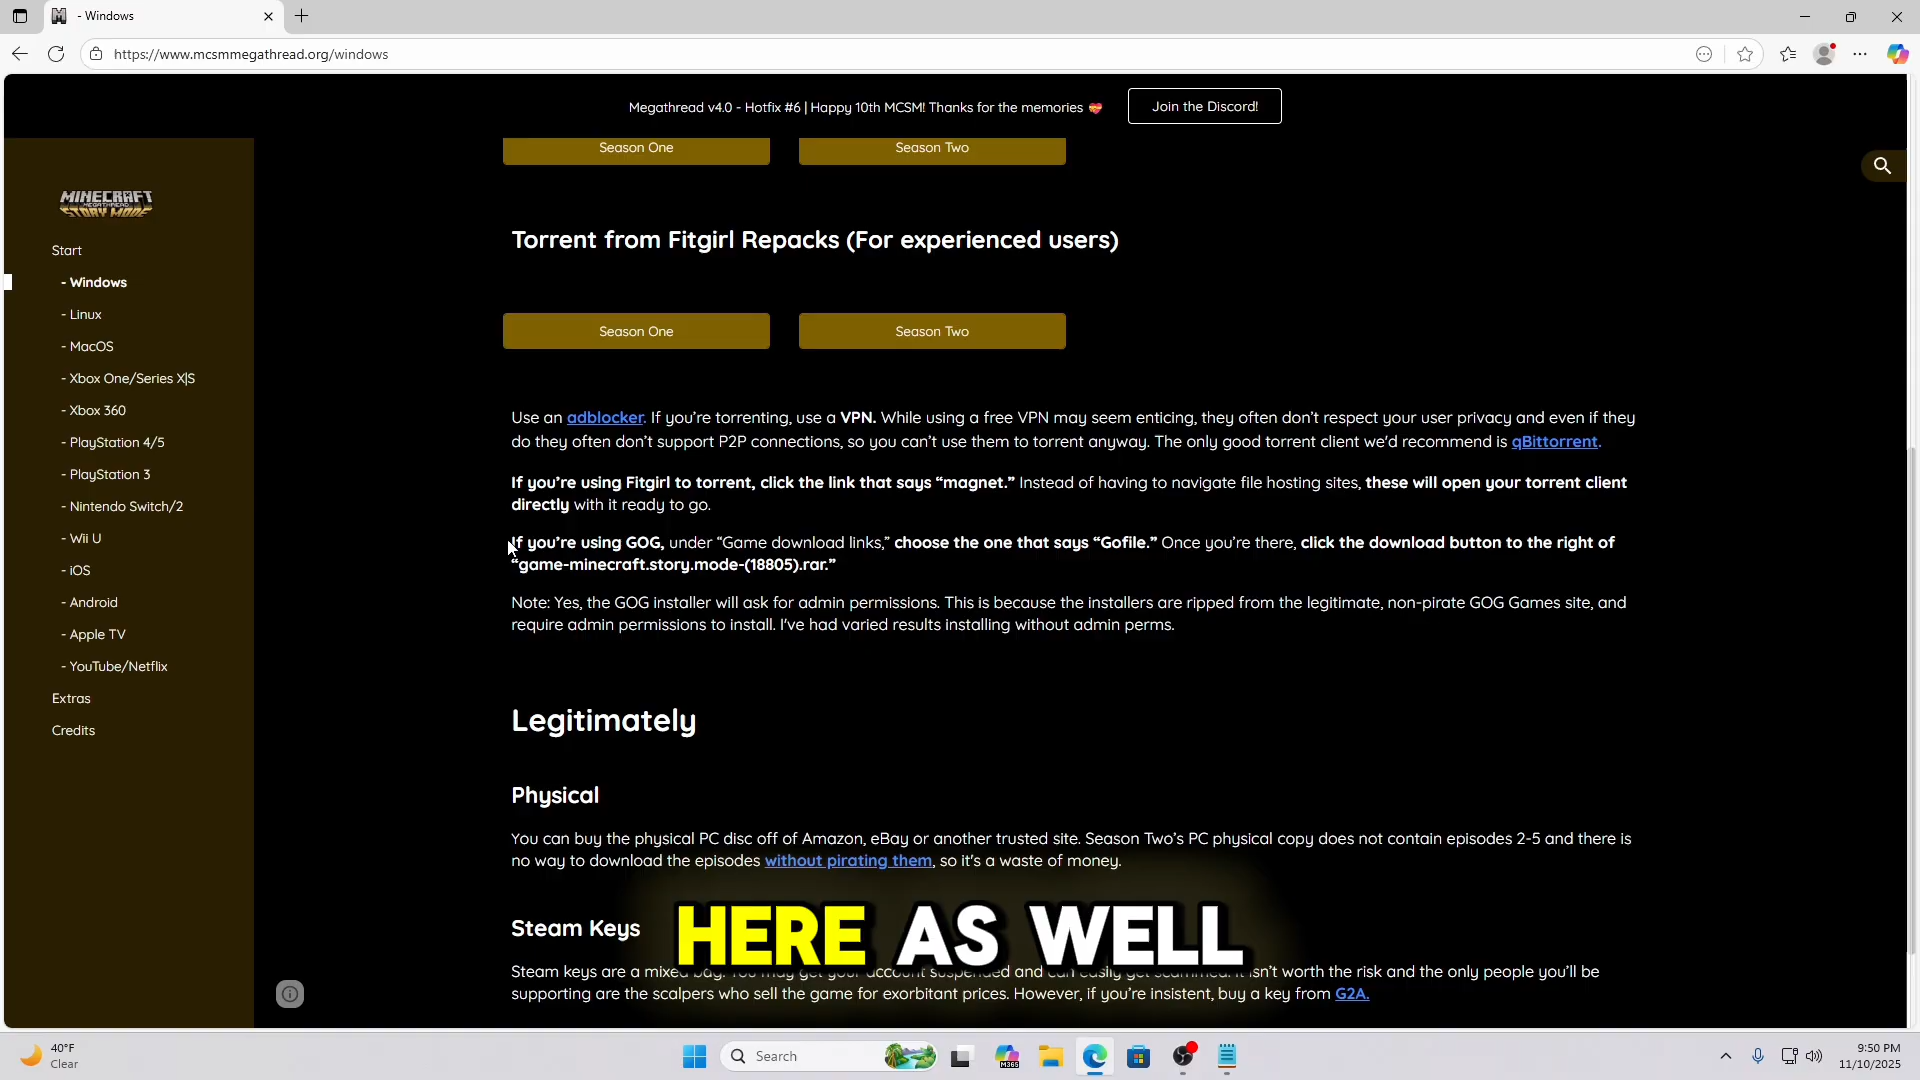 - Windows
https://www.mcsmmegathread.org/windows
Megathread v4.0 - Hotfix #6 | Happy 10th MCSM! Thanks for the memories
Join the Discord!
MINECRAFT
MEGATHREAD
STORY MODE
Start
- Windows
- Linux
- MacOS
- Xbox One/Series X|S
- Xbox 360
- PlayStation 4/5
- PlayStation 3
- Nintendo Switch/2
- Wii U
- iOS
- Android
- Apple TV
- YouTube/Netflix
Extras
Credits
Season One
Season Two
Torrent from Fitgirl Repacks (For experienced users)
Season One
Season Two
Use an adblocker. If you’re torrenting, use a VPN. While using a free VPN may seem enticing, they often don’t respect your user privacy and even if they
do they often don’t support P2P connections, so you can’t use them to torrent anyway. The only good torrent client we’d recommend is qBittorrent.
If you’re using Fitgirl to torrent, click the link that says “magnet.” Instead of having to navigate file hosting sites, these will open your torrent client
directly with it ready to go.
If you’re using GOG, under “Game download links,” choose the one that says “Gofile.” Once you’re there, click the download button to the right of
“game-minecraft.story.mode-(18805).rar.”
Note: Yes, the GOG installer will ask for admin permissions. This is because the installers are ripped from the legitimate, non-pirate GOG Games site, and
require admin permissions to install. I've had varied results installing without admin perms.
Legitimately
Physical
You can buy the physical PC disc off of Amazon, eBay or another trusted site. Season Two’s PC physical copy does not contain episodes 2-5 and there is
no way to download the episodes without pirating them, so it's a waste of money.
Steam Keys
HERE AS WELL
Steam keys are a mixed bag. You may get your account suspended and can easily get scammed. It isn’t worth the risk and the only people you’ll be
supporting are the scalpers who sell the game for exorbitant prices. However, if you’re insistent, buy a key from G2A.
40°F
Clear
Search
M365
9:50 PM
11/10/2025